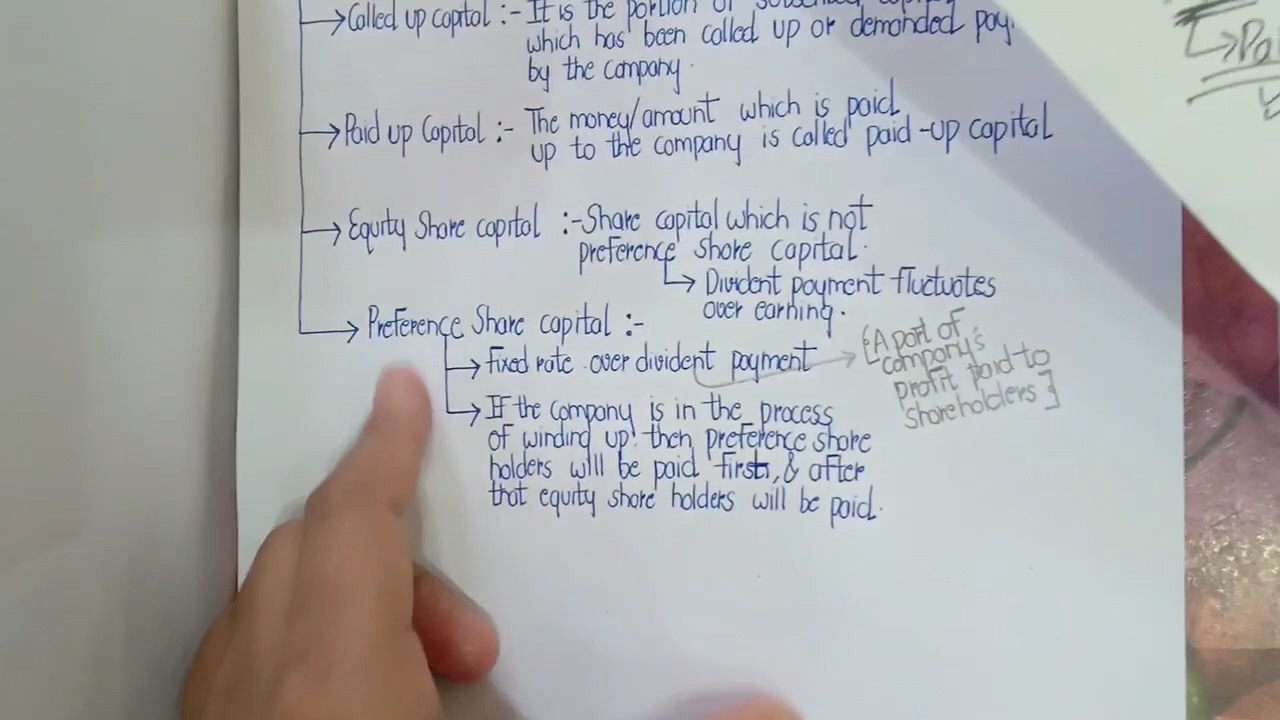 Called up capital :- It is the portion of subscribed
which has been called up or demanded pay.
by the company.
Paid up Capital :- The money/amount which is paid
up to the company is called paid-up capital
Equity Share capital :- Share capital which is not
preference share capital.
Divident payment fluctuates
over earning.
Preference Share capital :-
Fixed rate over divident payment
[A part of
company's
profit paid to
shareholders]
If the company is in the process
of winding up then preference share
holders will be paid first, & after
that equity share holders will be paid.